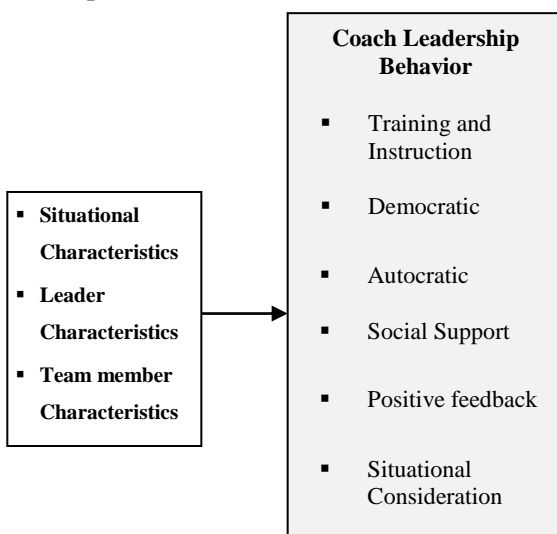 ▪ Situational
Characteristics
▪ Leader
Characteristics
▪ Team member
Characteristics
Coach Leadership
Behavior
▪ Training and
Instruction
▪ Democratic
▪ Autocratic
▪ Social Support
▪ Positive feedback
▪ Situational
Consideration